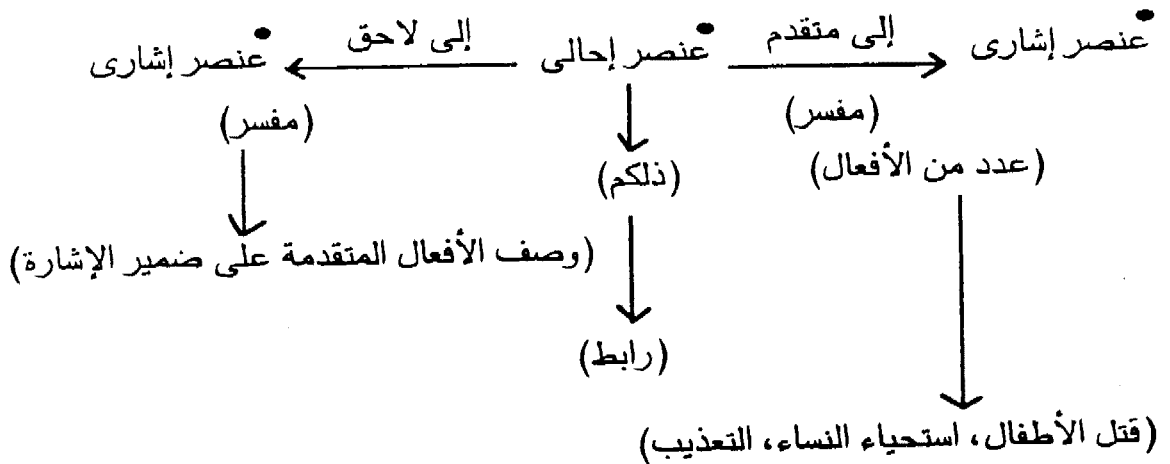 عنصر إشارى إلى متقدم عنصر إحالى إلى لاحق عنصر إشارى
(مفسر) (مفسر)
(عدد من الأفعال) (ذلكم)
(وصف الأفعال المتقدمة على ضمير الإشارة)
(رابط)
(قتل الأطفال، استحياء النساء، التعذيب)